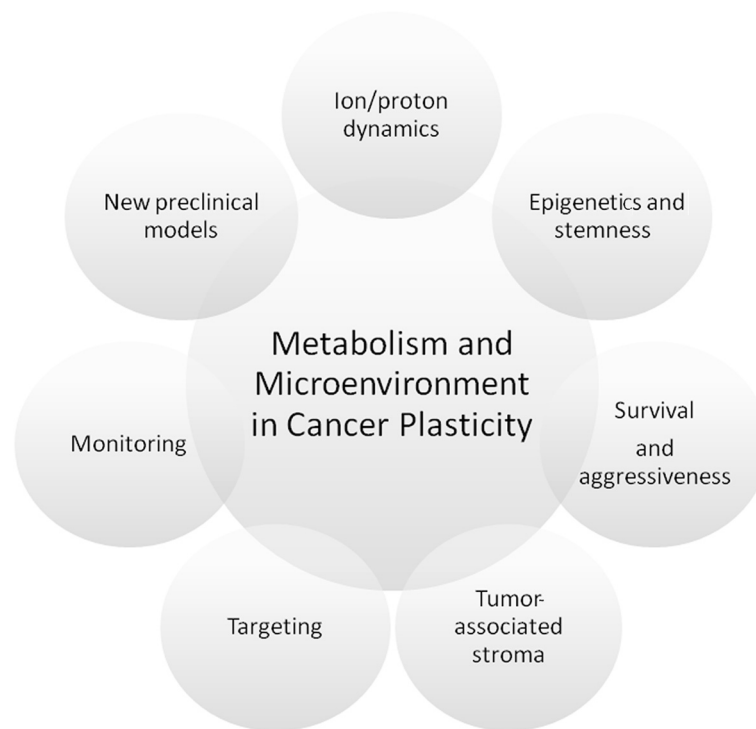 Ion/proton
dynamics
Epigenetics and
stemness
Survival
and
aggressiveness
Tumor-
associated
stroma
Targeting
Monitoring
New preclinical
models
Metabolism and
Microenvironment
in Cancer Plasticity